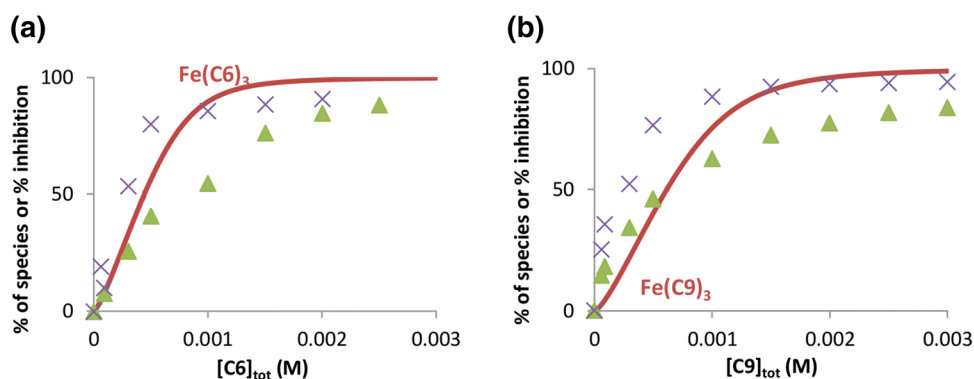 (a)
% of species or % inhibition
100
50
0
Fe(C6)3
0
0.001
0.002
0.003
[C6]tot (M)
(b)
% of species or % inhibition
100
50
0
Fe(C9)3
0
0.001
0.002
0.003
[C9]tot (M)